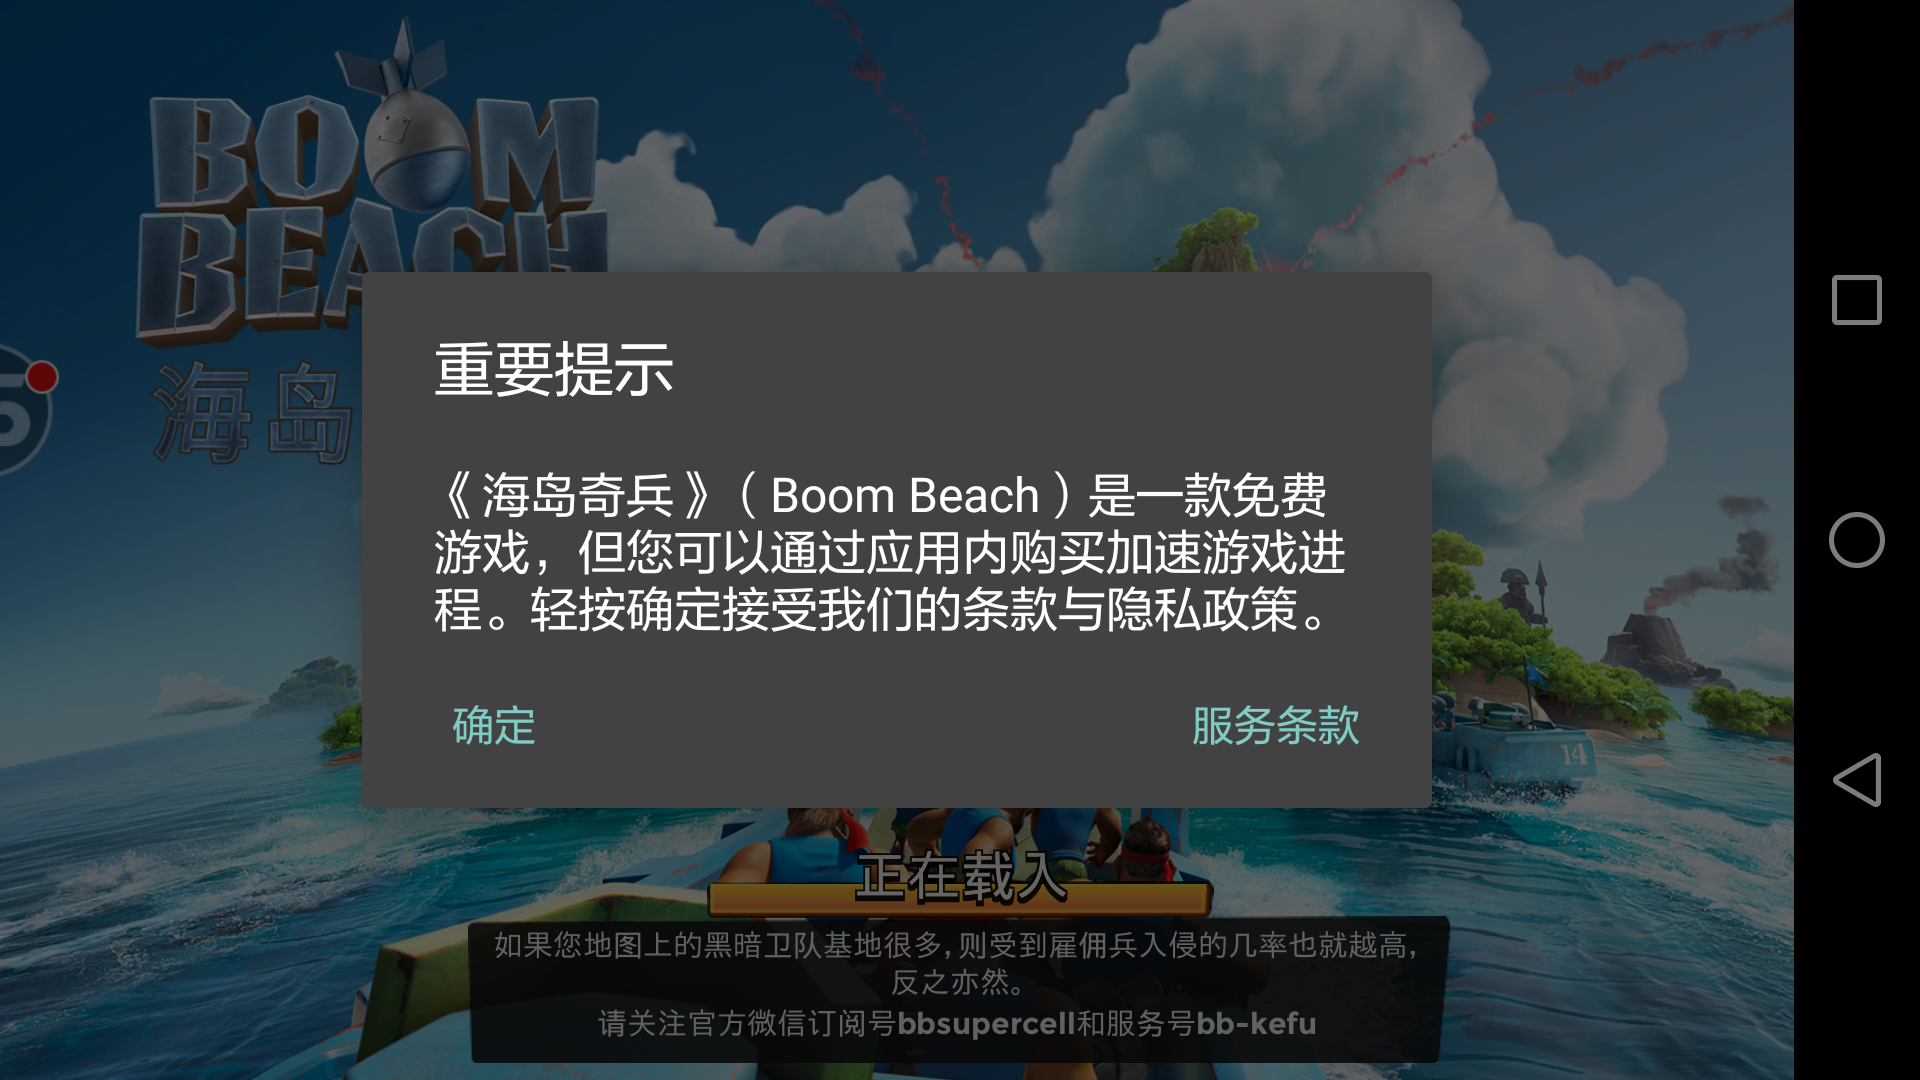 BOOM
BEACH
海岛
重要提示
《海岛奇兵》（Boom Beach）是一款免费
游戏，但您可以通过应用内购买加速游戏进
程。轻按确定接受我们的条款与隐私政策。
确定
服务条款
14
正在载入
如果您地图上的黑暗卫队基地很多,则受到雇佣兵入侵的几率也就越高,
反之亦然。
请关注官方微信订阅号bbsupercell和服务号bb-kefu